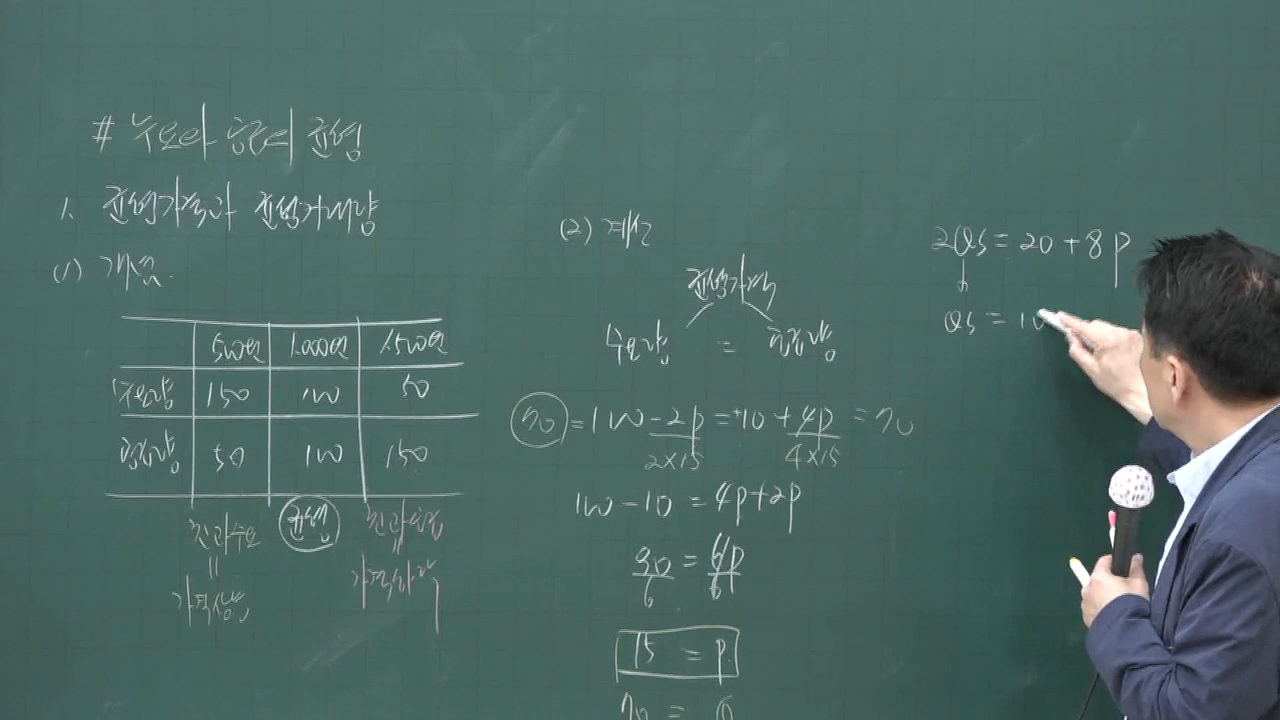 # 수요와 공급의 균형
1. 균형가격과 균형거래량
(1) 개념.
500원 1,000원 1,500원
수요량 150 100 50
공급량 50 100 150
초과수요 균형 초과공급
=
가격상승 가격하락
(2) 계산
균형가격
수요량 = 공급량
70 = 100 - 2p = +10 + 4p = 70
2×15 4×15
100 - 10 = 4p + 2p
90 = 6p
6 6
15 = p
70 = Q
2Qs = 20 + 8p
Qs = 10